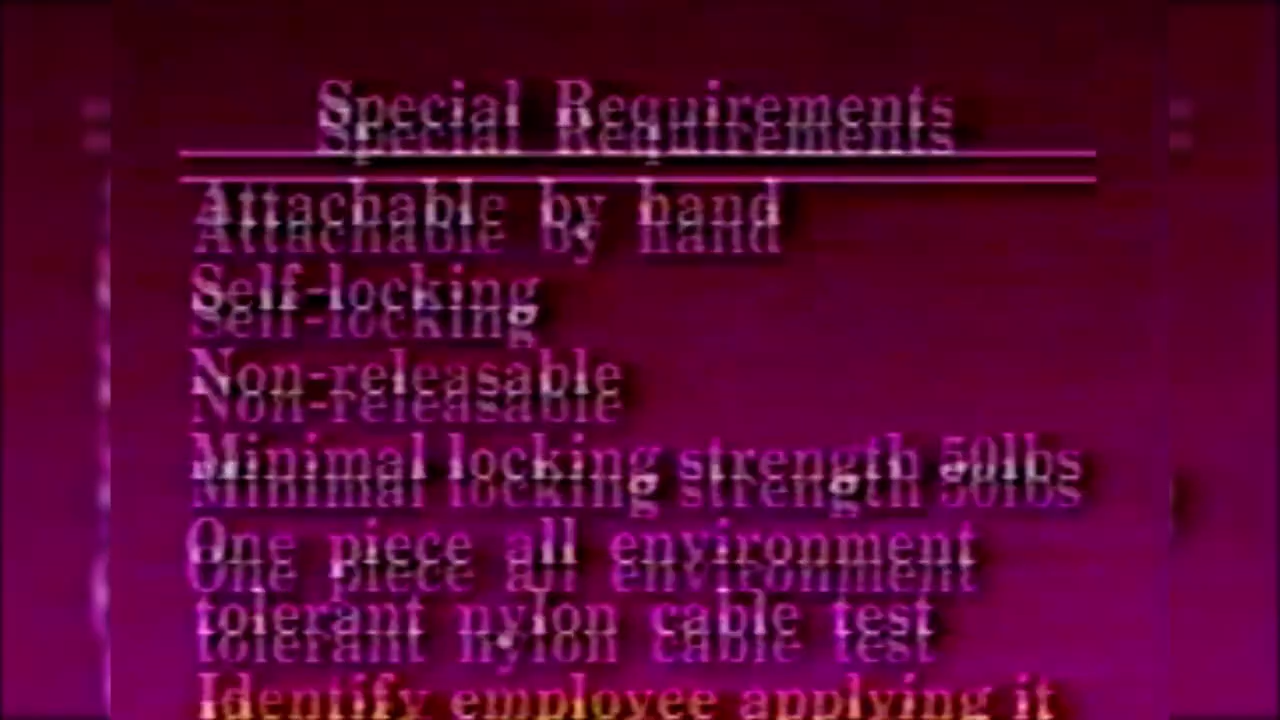 Special Requirements
Attachable by hand
Self-locking
Non-releasable
Minimal locking strength 50lbs
One piece all environment
tolerant nylon cable test
Identify employee applying it